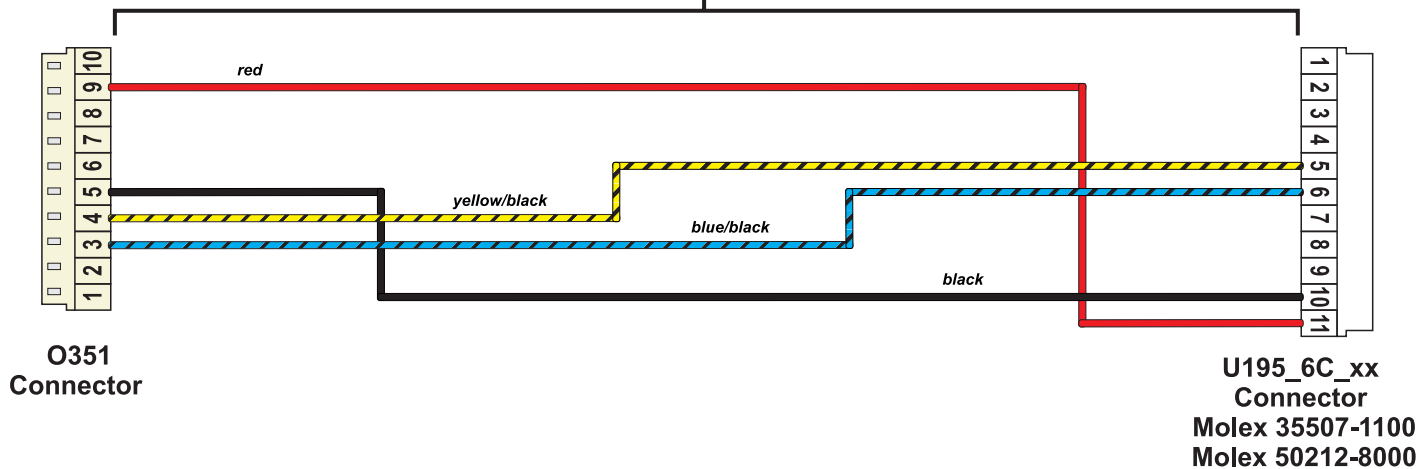 10
9
8
7
6
5
4
3
2
1
red
yellow/black
blue/black
black
1
2
3
4
5
6
7
8
9
10
11
O351
Connector
U195_6C_xx
Connector
Molex 35507-1100
Molex 50212-8000